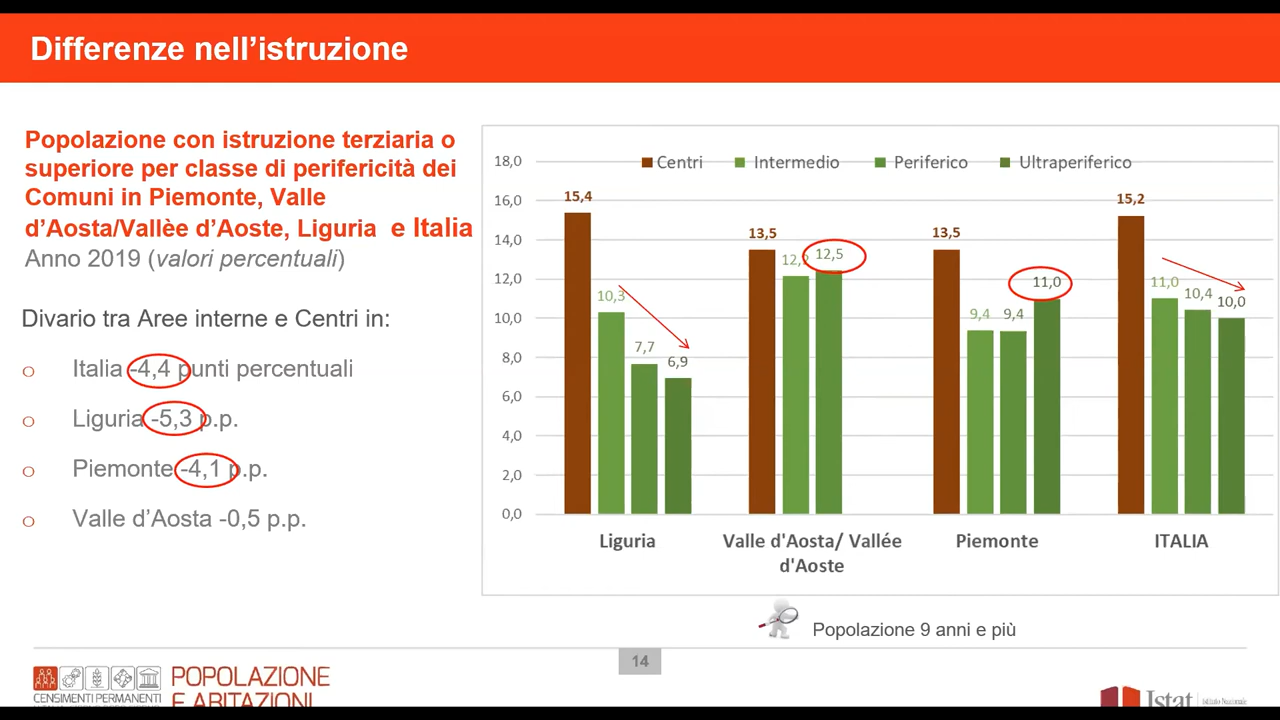 Differenze nell'istruzione
Popolazione con istruzione terziaria o
superiore per classe di perifericità dei
Comuni in Piemonte, Valle
d'Aosta/Vallèe d'Aoste, Liguria e Italia
Anno 2019 (valori percentuali)
Divario tra Aree interne e Centri in:
o Italia -4,4 punti percentuali
o Liguria -5,3 p.p.
o Piemonte -4,1 p.p.
o Valle d'Aosta -0,5 p.p.
Centri Intermedio Periferico Ultraperiferico
18,0
16,0
14,0
12,0
10,0
8,0
6,0
4,0
2,0
0,0
15,4 10,3 7,7 6,9
13,5 12,5
13,5 9,4 9,4 11,0
15,2 11,0 10,4 10,0
Liguria
Valle d'Aosta/ Vallée
d'Aoste
Piemonte
ITALIA
Popolazione 9 anni e più
14
CENSIMENTI PERMANENTI
POPOLAZIONE
E ABITAZIONI
Istat